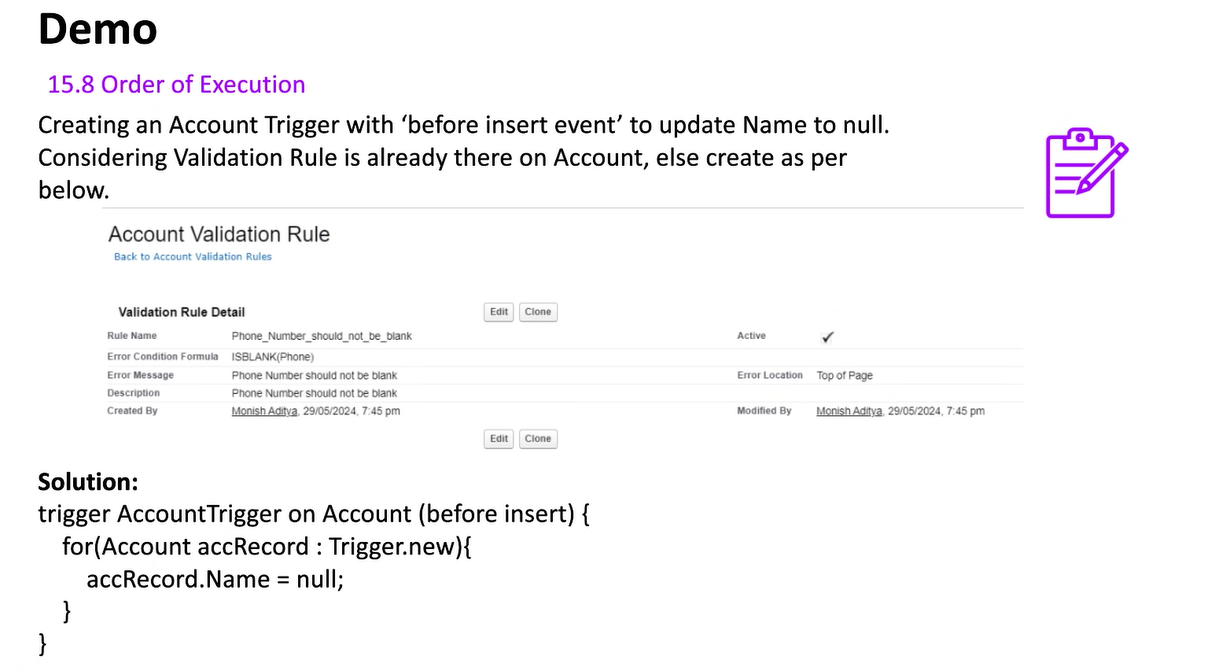 Demo
15.8 Order of Execution
Creating an Account Trigger with ‘before insert event’ to update Name to null.
Considering Validation Rule is already there on Account, else create as per
below.
Account Validation Rule
Back to Account Validation Rules
Validation Rule Detail Edit Clone
Rule Name Phone_Number_should_not_be_blank Active
Error Condition Formula ISBLANK(Phone)
Error Message Phone Number should not be blank Error Location Top of Page
Description Phone Number should not be blank
Created By Monish Aditya, 29/05/2024, 7:45 pm Modified By Monish Aditya, 29/05/2024, 7:45 pm
Edit Clone
Solution:
trigger AccountTrigger on Account (before insert) {
for(Account accRecord : Trigger.new){
accRecord.Name = null;
}
}